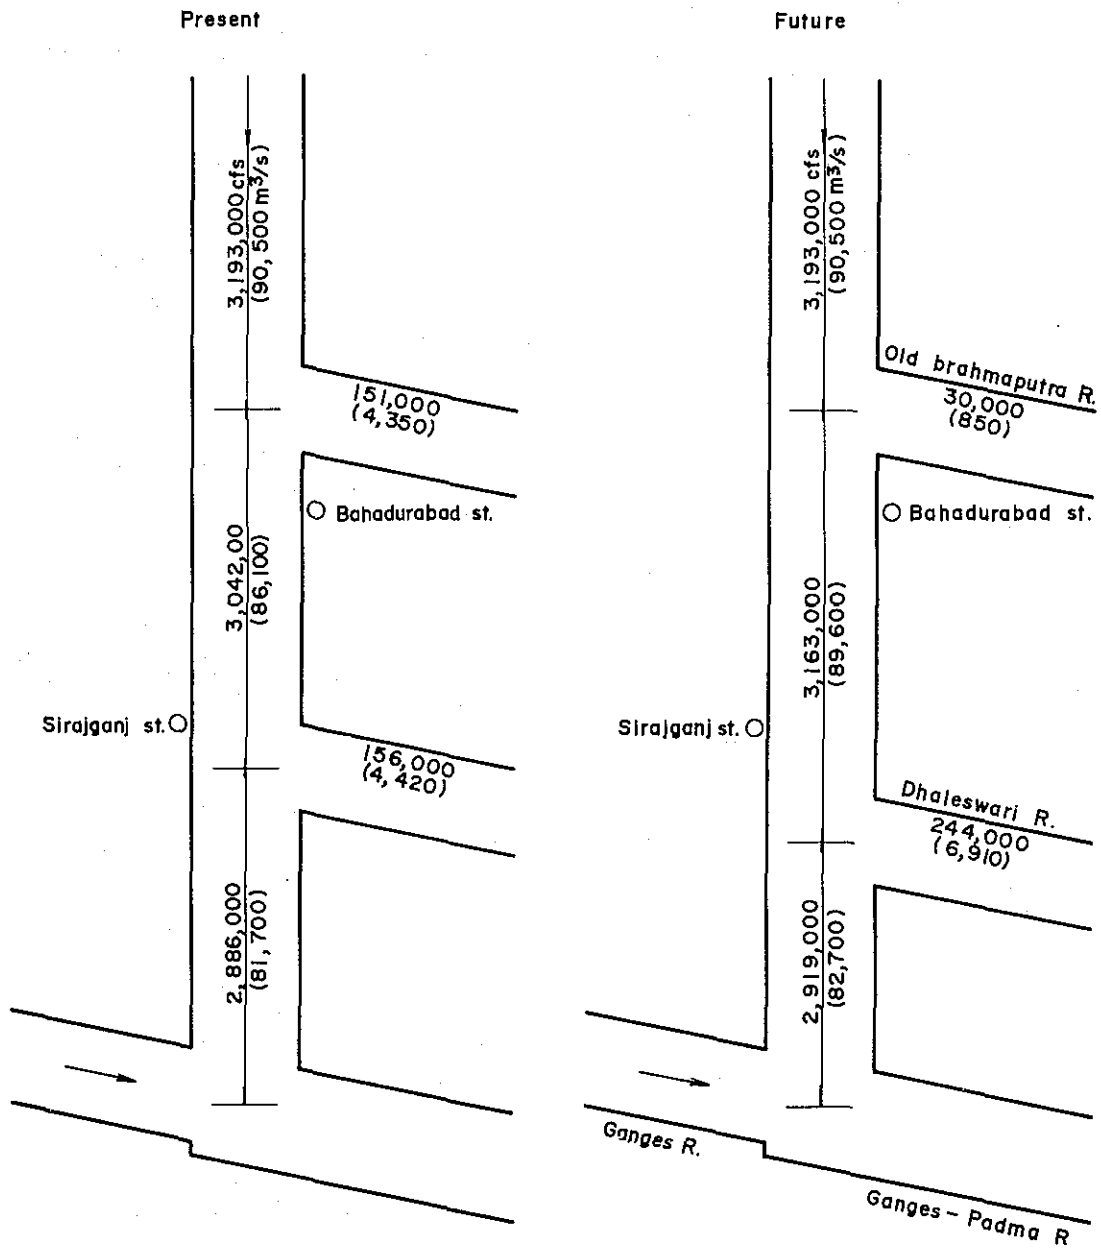 Present
3,193,000 cfs
(90,500 m³/s)
151,000
(4,350)
Bahadurabad st.
3,042,00
(86,100)
Sirajganj st.
156,000
(4,420)
2,886,000
(81,700)
Future
3,193,000 cfs
(90,500 m³/s)
Old brahmaputra R.
30,000
(850)
Bahadurabad st.
3,163,000
(89,600)
Sirajganj st.
Dhaleswari R.
244,000
(6,910)
2,919,000
(82,700)
Ganges R.
Ganges - Padma R